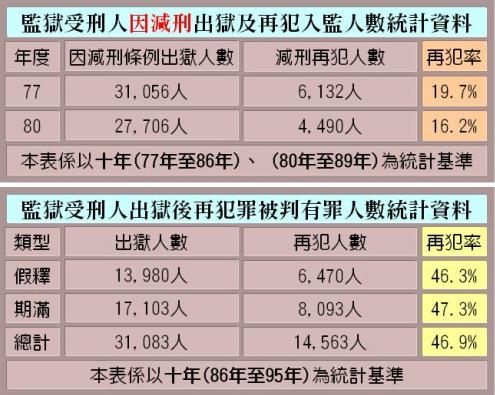 監獄受刑人因減刑出獄及再犯入監人數統計資料
年度 因減刑條例出獄人數 減刑再犯人數 再犯率
77 31,056人 6,132人 19.7%
80 27,706人 4,490人 16.2%
本表係以十年(77年至86年)、(80年至89年)為統計基準
監獄受刑人出獄後再犯罪被判有罪人數統計資料
類型 出獄人數 再犯人數 再犯率
假釋 13,980人 6,470人 46.3%
期滿 17,103人 8,093人 47.3%
總計 31,083人 14,563人 46.9%
本表係以十年(86年至95年)為統計基準